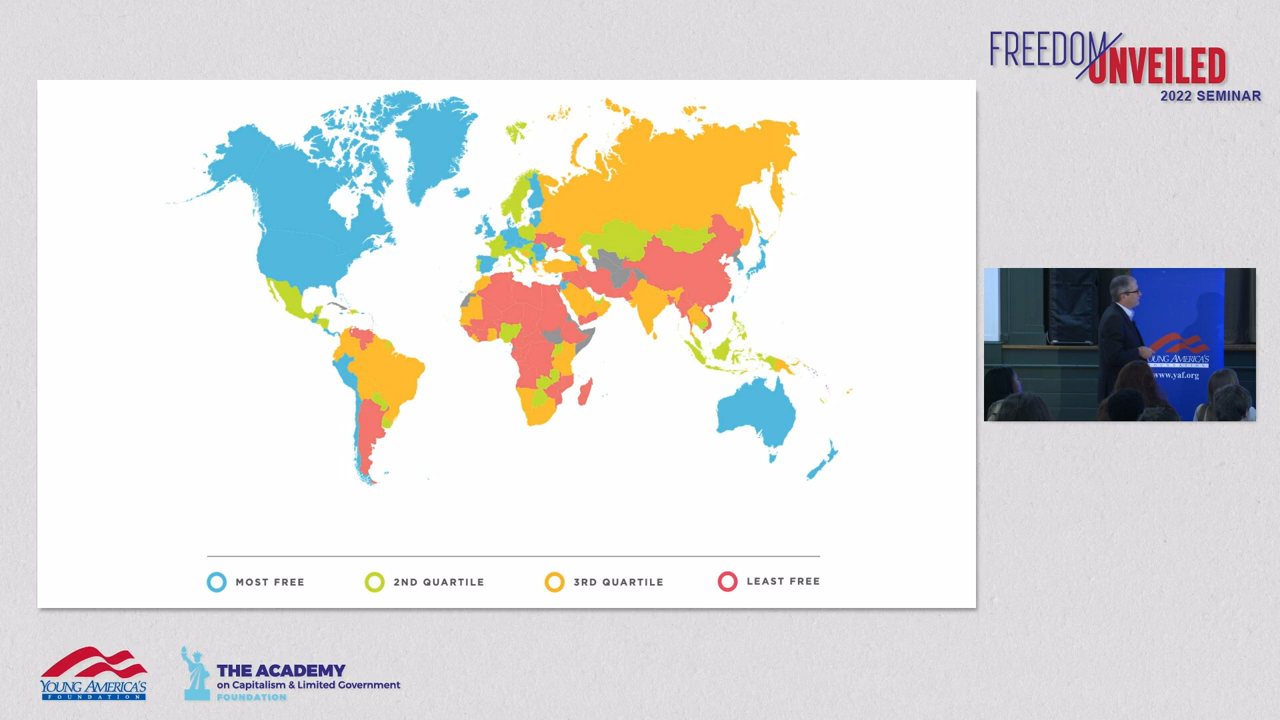 FREEDOM
UNVEILED
2022 SEMINAR
YOUNG AMERICA'S
www.yaf.org
MOST FREE
2ND QUARTILE
3RD QUARTILE
LEAST FREE
YOUNG AMERICA'S
FOUNDATION
THE ACADEMY
on Capitalism & Limited Government
FOUNDATION